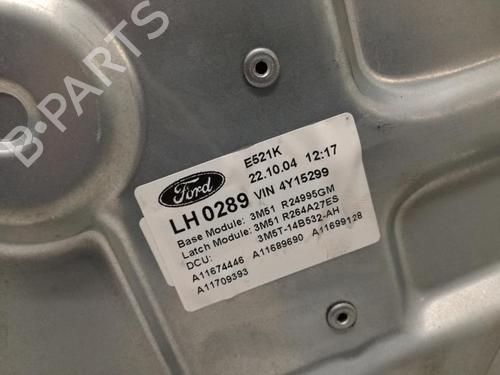 B-PARTS
Ford
E521K
22.10.04 12:17
LH 0289 VIN 4Y15299
Base Module: 3M51 R24995GM
Latch Module: 3M51 R264A27ES
DCU: 3M5T-14B532-AH
A11674446 A11689690 A11699128
A11709393